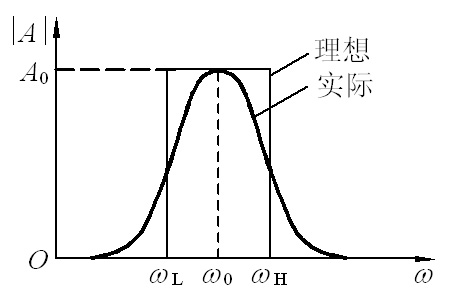 |A|
A₀
理想
实际
O
ω_L ω₀ ω_H ω